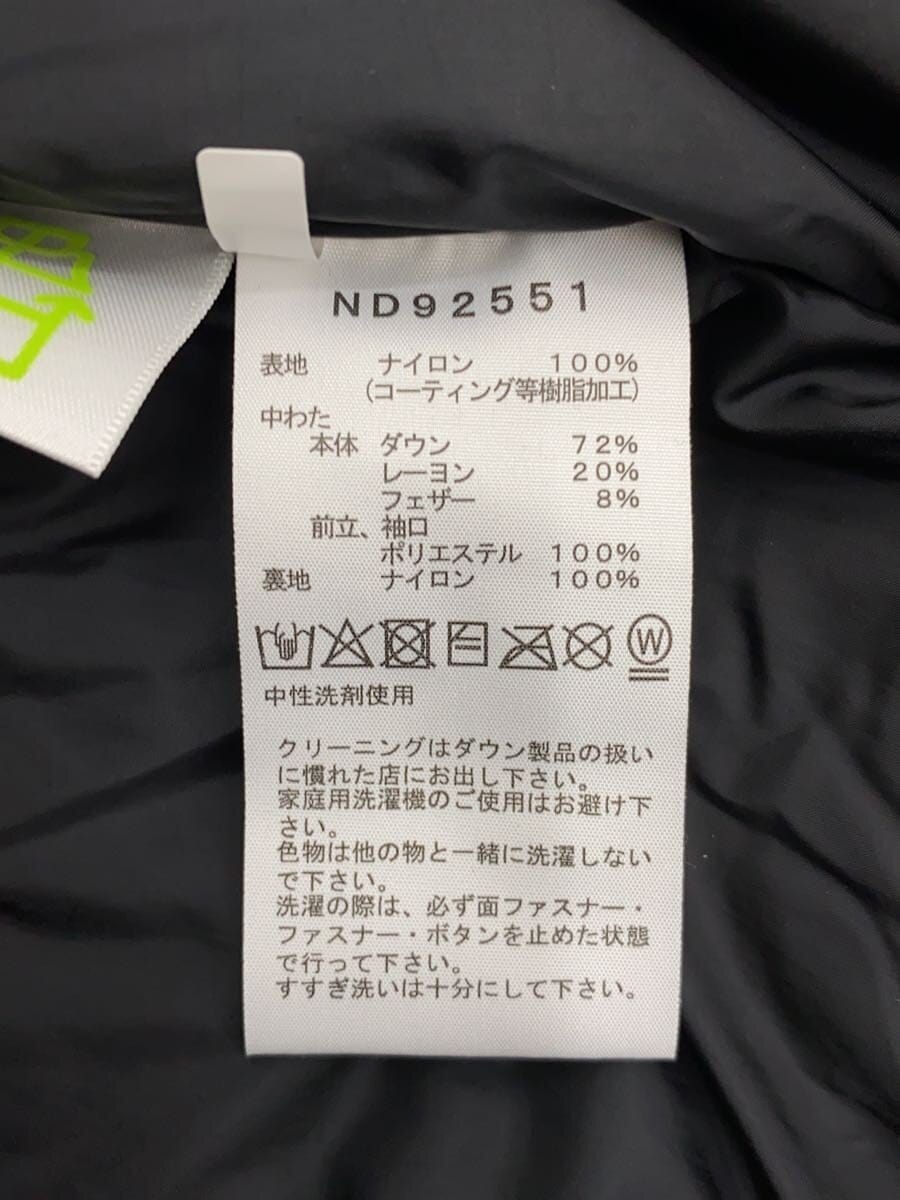 ND92551
表地 ナイロン 100%
(コーティング等樹脂加工)
中わた
本体 ダウン 72%
レーヨン 20%
フェザー 8%
前立、袖口
ポリエステル 100%
裏地 ナイロン 100%
W
中性洗剤使用
クリーニングはダウン製品の扱い
に慣れた店にお出し下さい。
家庭用洗濯機のご使用はお避け下
さい。
色物は他の物と一緒に洗濯しない
で下さい。
洗濯の際は、必ず面ファスナー・
ファスナー・ボタンを止めた状態
で行って下さい。
すすぎ洗いは十分にして下さい。